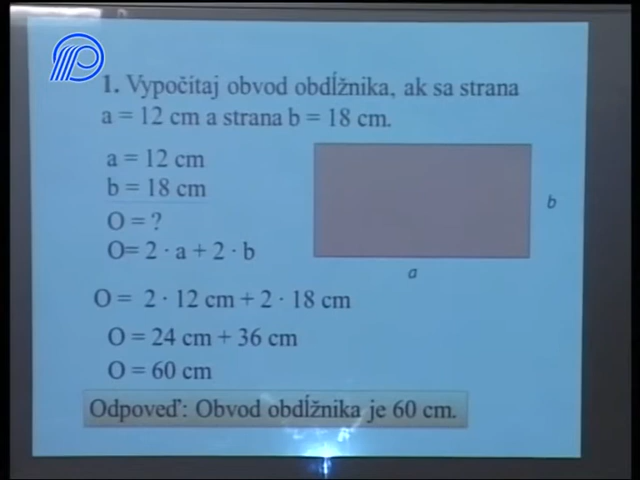 1. Vypočítaj obvod obdĺžnika, ak sa strana
a = 12 cm a strana b = 18 cm.
a = 12 cm
b = 18 cm
O = ?
O= 2 · a + 2 · b
b
a
O = 2 · 12 cm + 2 · 18 cm
O = 24 cm + 36 cm
O = 60 cm
Odpoveď: Obvod obdĺžnika je 60 cm.